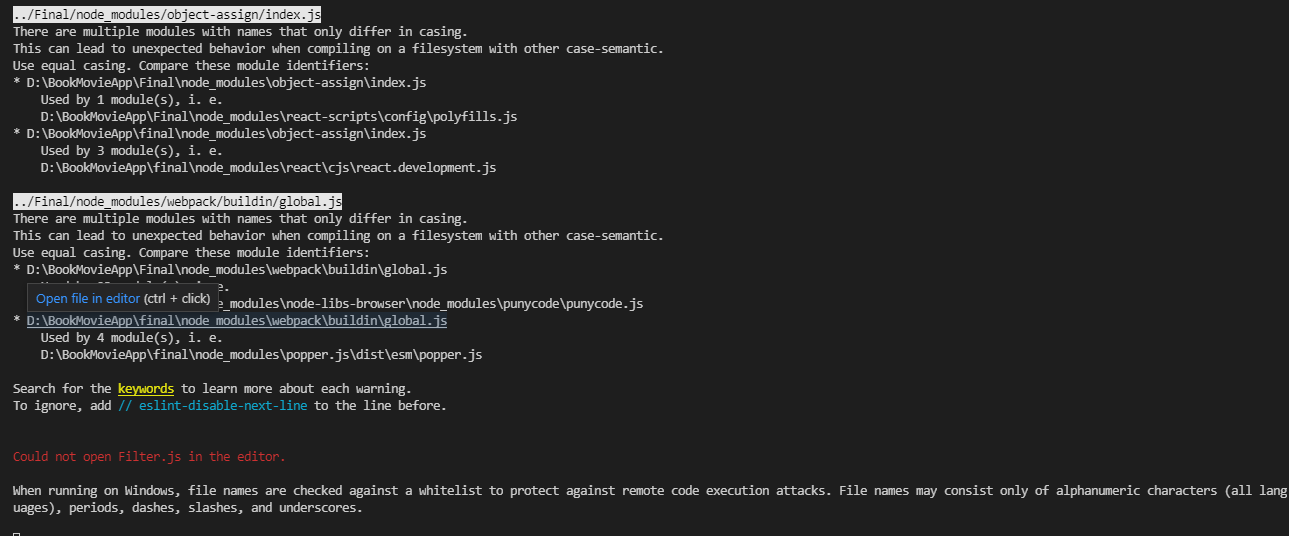 ../Final/node_modules/object-assign/index.js
There are multiple modules with names that only differ in casing.
This can lead to unexpected behavior when compiling on a filesystem with other case-semantic.
Use equal casing. Compare these module identifiers:
* D:\BookMovieApp\Final\node_modules\object-assign\index.js
Used by 1 module(s), i. e.
D:\BookMovieApp\Final\node_modules\react-scripts\config\polyfills.js
* D:\BookMovieApp\final\node_modules\object-assign\index.js
Used by 3 module(s), i. e.
D:\BookMovieApp\final\node_modules\react\cjs\react.development.js
../Final/node_modules/webpack/buildin/global.js
There are multiple modules with names that only differ in casing.
This can lead to unexpected behavior when compiling on a filesystem with other case-semantic.
Use equal casing. Compare these module identifiers:
* D:\BookMovieApp\Final\node_modules\webpack\buildin\global.js
e.
Open file in editor (ctrl + click)
_modules\node-libs-browser\node_modules\punycode\punycode.js
* D:\BookMovieApp\final\node_modules\webpack\buildin\global.js
Used by 4 module(s), i. e.
D:\BookMovieApp\final\node_modules\popper.js\dist\esm\popper.js
Search for the keywords to learn more about each warning.
To ignore, add // eslint-disable-next-line to the line before.
Could not open Filter.js in the editor.
When running on Windows, file names are checked against a whitelist to protect against remote code execution attacks. File names may consist only of alphanumeric characters (all lang
uages), periods, dashes, slashes, and underscores.